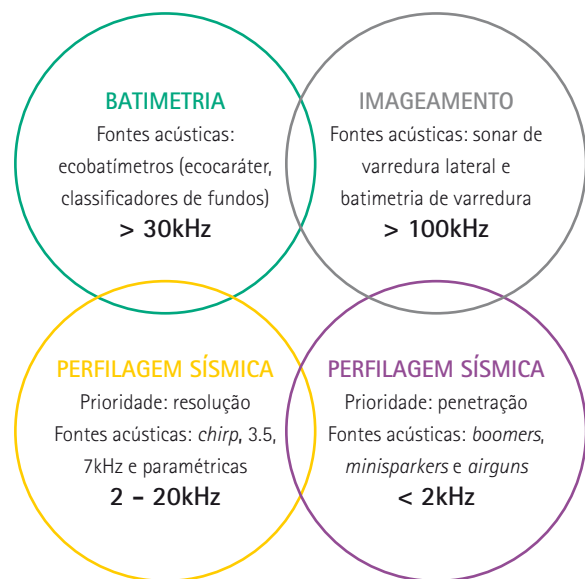 BATIMETRIA
Fontes acústicas:
ecobatímetros (ecocaráter,
classificadores de fundos)
> 30kHz
IMAGEAMENTO
Fontes acústicas: sonar de
varredura lateral e
batimetria de varredura
> 100kHz
PERFILAGEM SÍSMICA
Prioridade: resolução
Fontes acústicas: chirp, 3.5,
7kHz e paramétricas
2 - 20kHz
PERFILAGEM SÍSMICA
Prioridade: penetração
Fontes acústicas: boomers,
minisparkers e airguns
< 2kHz